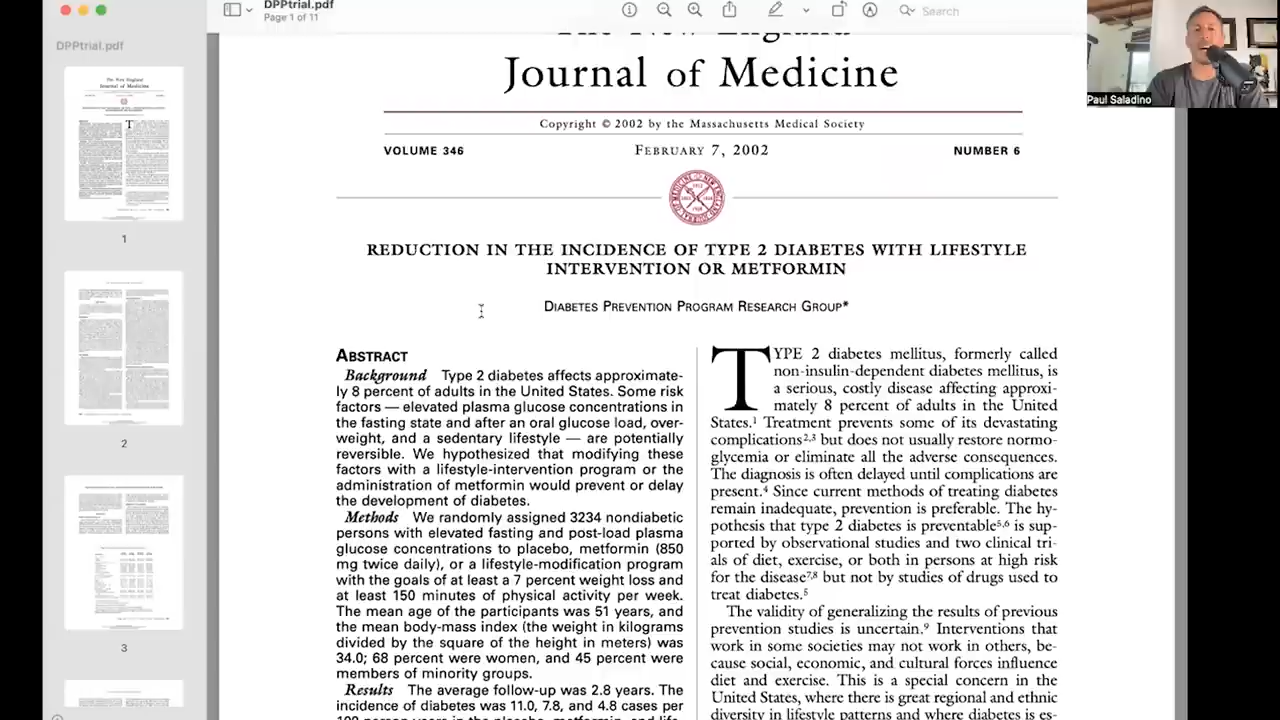 DPPtrial.pdf
Page 1 of 11
Search
DPPtrial.pdf
1
2
3
Paul Saladino
The New England
Journal of Medicine
Copyright © 2002 by the Massachusetts Medical Society
VOLUME 346
FEBRUARY 7, 2002
NUMBER 6
REDUCTION IN THE INCIDENCE OF TYPE 2 DIABETES WITH LIFESTYLE
INTERVENTION OR METFORMIN
DIABETES PREVENTION PROGRAM RESEARCH GROUP*
ABSTRACT
Background Type 2 diabetes affects approximate-
ly 8 percent of adults in the United States. Some risk
factors — elevated plasma glucose concentrations in
the fasting state and after an oral glucose load, over-
weight, and a sedentary lifestyle — are potentially
reversible. We hypothesized that modifying these
factors with a lifestyle-intervention program or the
administration of metformin would prevent or delay
the development of diabetes.
Methods We randomly assigned 3234 nondiabetic
persons with elevated fasting and post-load plasma
glucose concentrations to placebo, metformin (850
mg twice daily), or a lifestyle-modification program
with the goals of at least a 7 percent weight loss and
at least 150 minutes of physical activity per week.
The mean age of the participants was 51 years, and
the mean body-mass index (the weight in kilograms
divided by the square of the height in meters) was
34.0; 68 percent were women, and 45 percent were
members of minority groups.
Results The average follow-up was 2.8 years. The
incidence of diabetes was 11.0, 7.8, and 4.8 cases per
100 person-years in the placebo, metformin, and life-
TYPE 2 diabetes mellitus, formerly called
non-insulin-dependent diabetes mellitus, is
a serious, costly disease affecting approxi-
mately 8 percent of adults in the United
States.¹ Treatment prevents some of its devastating
complications²,³ but does not usually restore normo-
glycemia or eliminate all the adverse consequences.
The diagnosis is often delayed until complications are
present.⁴ Since current methods of treating diabetes
remain inadequate, prevention is preferable. The hy-
pothesis that type 2 diabetes is preventable⁵,⁶ is sup-
ported by observational studies and two clinical tri-
als of diet, exercise, or both in persons at high risk
for the disease⁷,⁸ but not by studies of drugs used to
treat diabetes.⁵
The validity of generalizing the results of previous
prevention studies is uncertain.⁹ Interventions that
work in some societies may not work in others, be-
cause social, economic, and cultural forces influence
diet and exercise. This is a special concern in the
United States, where there is great regional and ethnic
diversity in lifestyle patterns and where diabetes is es-